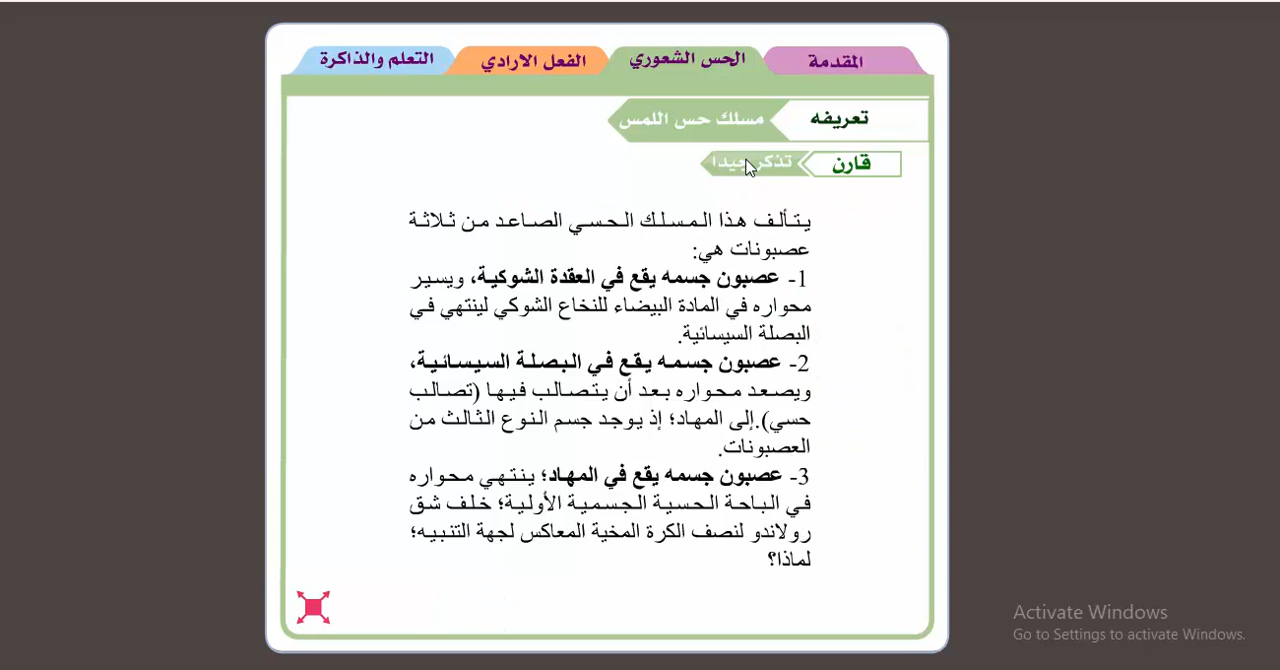 المقدمة
الحس الشعوري
الفعل الارادي
التعلم والذاكرة
تعريفه
مسلك حس اللمس
قارن
تذكر جيدا
يتألف هذا المسلك الحسي الصاعد من ثلاثة
عصبونات هي:
1- عصبون جسمه يقع في العقدة الشوكية، ويسير
محواره في المادة البيضاء للنخاع الشوكي لينتهي في
البصلة السيسائية.
2- عصبون جسمه يقع في البصلة السيسائية،
ويصعد محواره بعد أن يتصالب فيها (تصالب
حسي).إلى المهاد؛ إذ يوجد جسم النوع الثالث من
العصبونات.
3- عصبون جسمه يقع في المهاد؛ ينتهي محواره
في الباحة الحسية الجسمية الأولية؛ خلف شق
رولاندو لنصف الكرة المخية المعاكس لجهة التنبيه؛
لماذا؟
Activate Windows
Go to Settings to activate Windows.